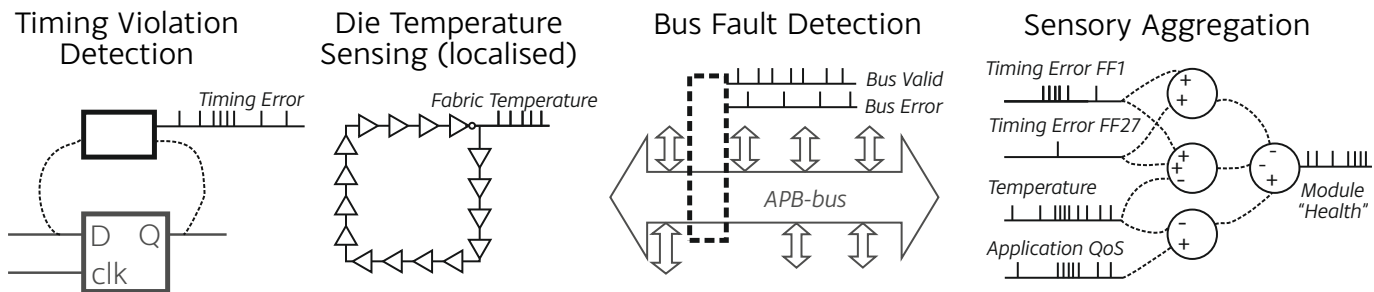 Timing Violation
Detection
Timing Error
D Q
clk
Die Temperature
Sensing (localised)
Fabric Temperature
Bus Fault Detection
Bus Valid
Bus Error
APB-bus
Sensory Aggregation
Timing Error FF1
Timing Error FF27
Temperature
Application QoS
+
+
+
+
-
-
+
-
-
+
Module
"Health"